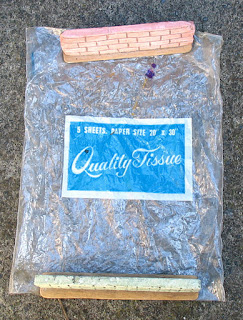 5 SHEETS, PAPER SIZE 20" X 30"
Quality Tissue